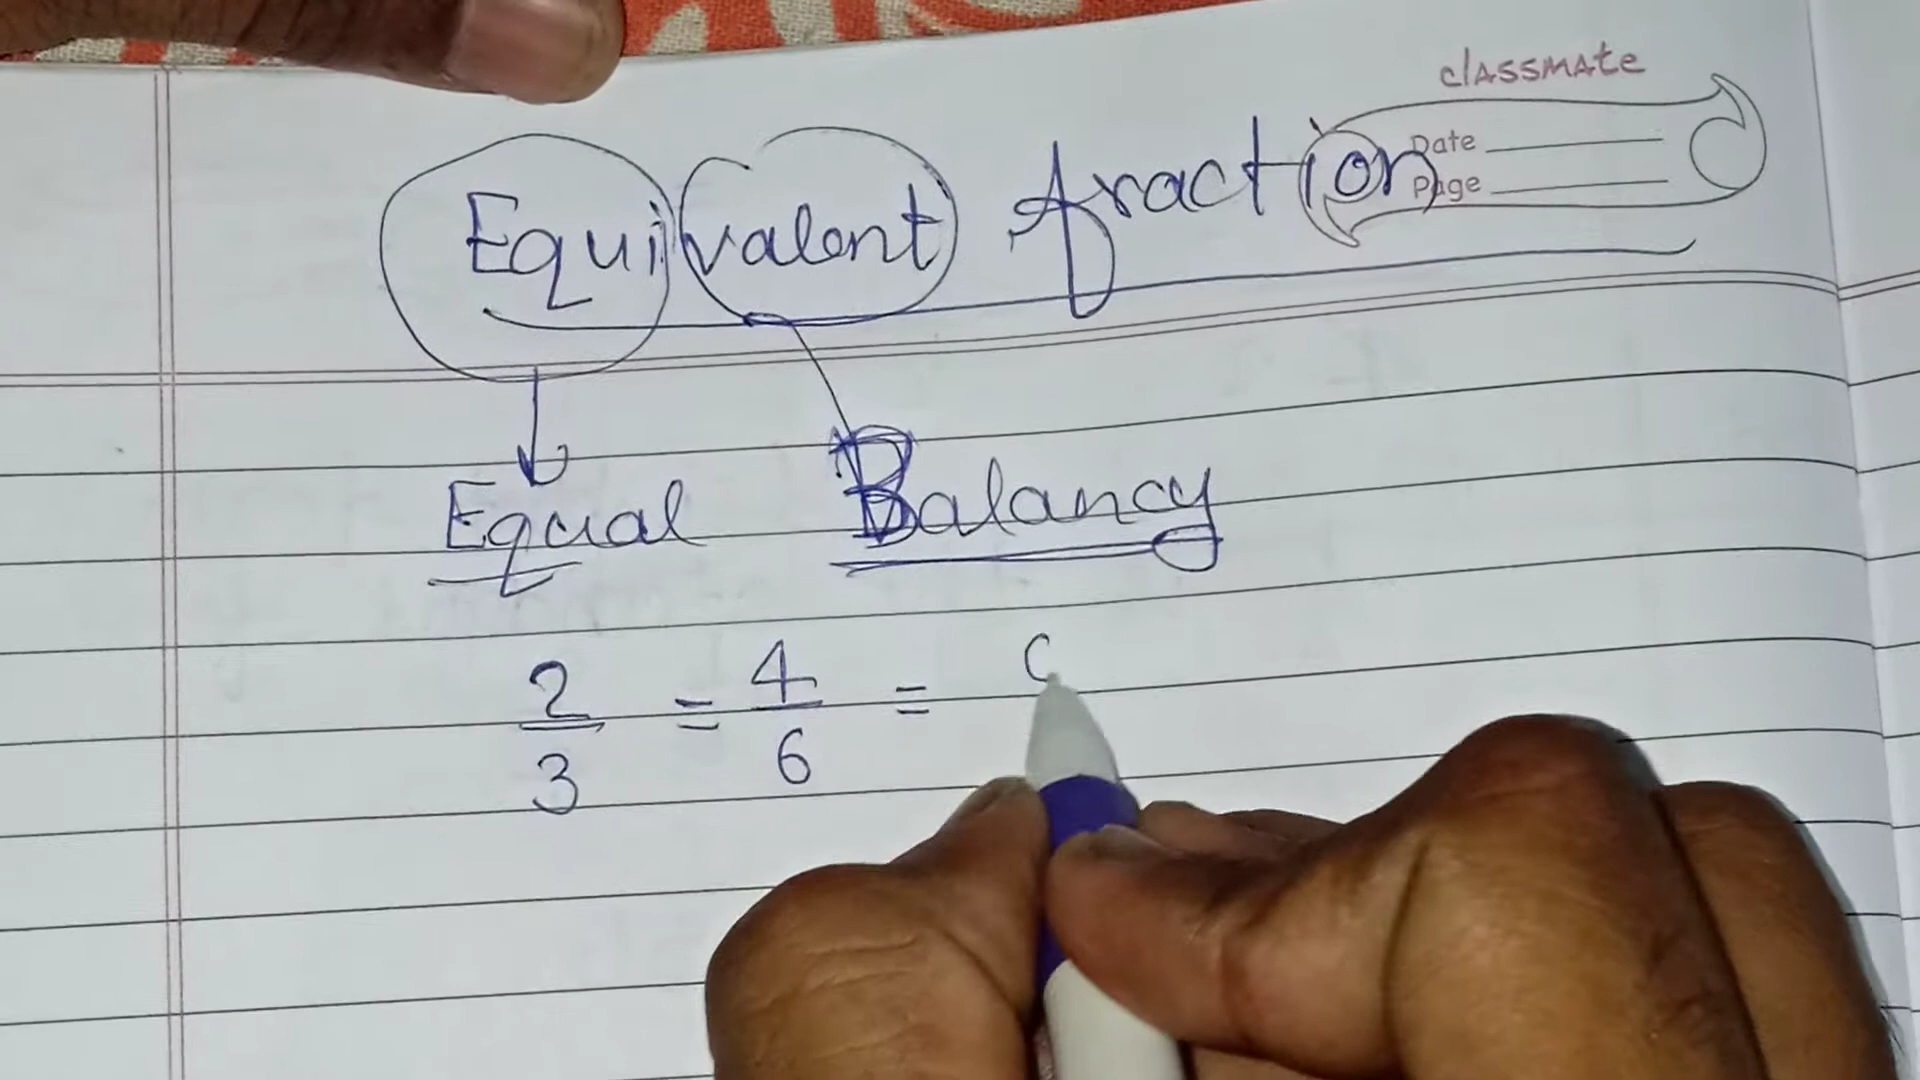 classmate
Date
Page
Equivalent fraction
Equal Balancy
2/3 = 4/6 =